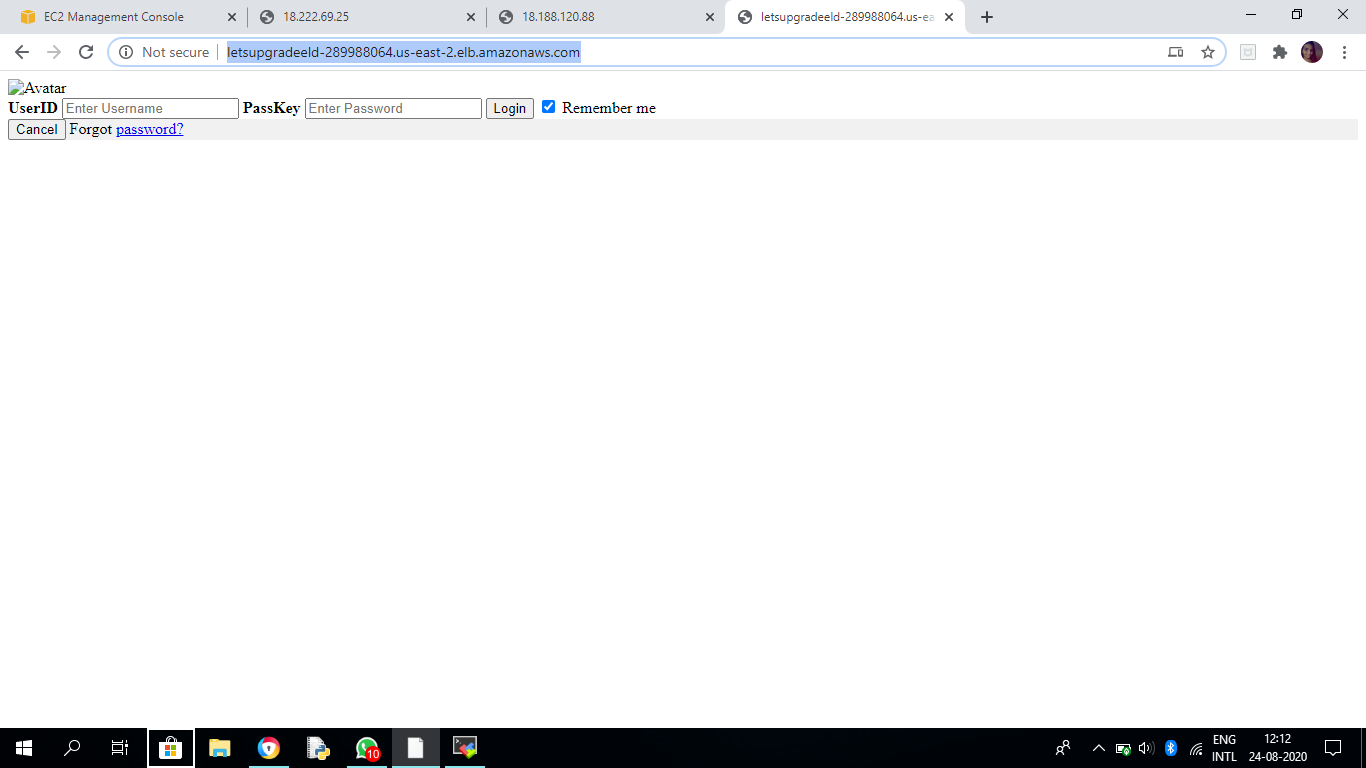 EC2 Management Console
18.222.69.25
18.188.120.88
letsupgradeeld-289988064.us-ea
Not secure
letsupgradeeld-289988064.us-east-2.elb.amazonaws.com
Avatar
UserID Enter Username PassKey Enter Password Login Remember me
Cancel Forgot password?
10
ENG
INTL
12:12
24-08-2020